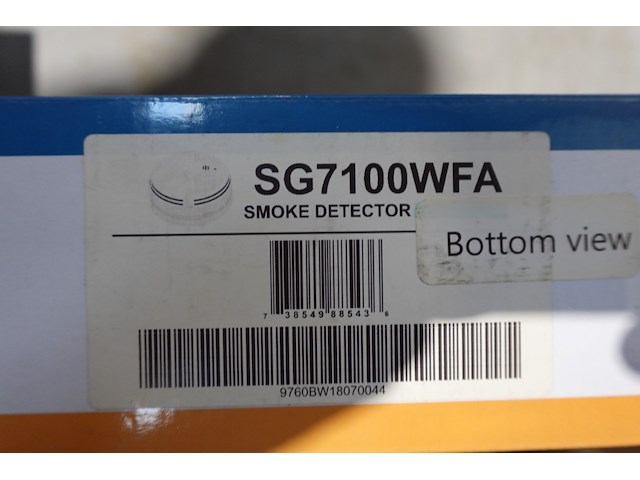 SG7100WFA
SMOKE DETECTOR
Bottom view
7 38549 88543 6
9760BW18070044